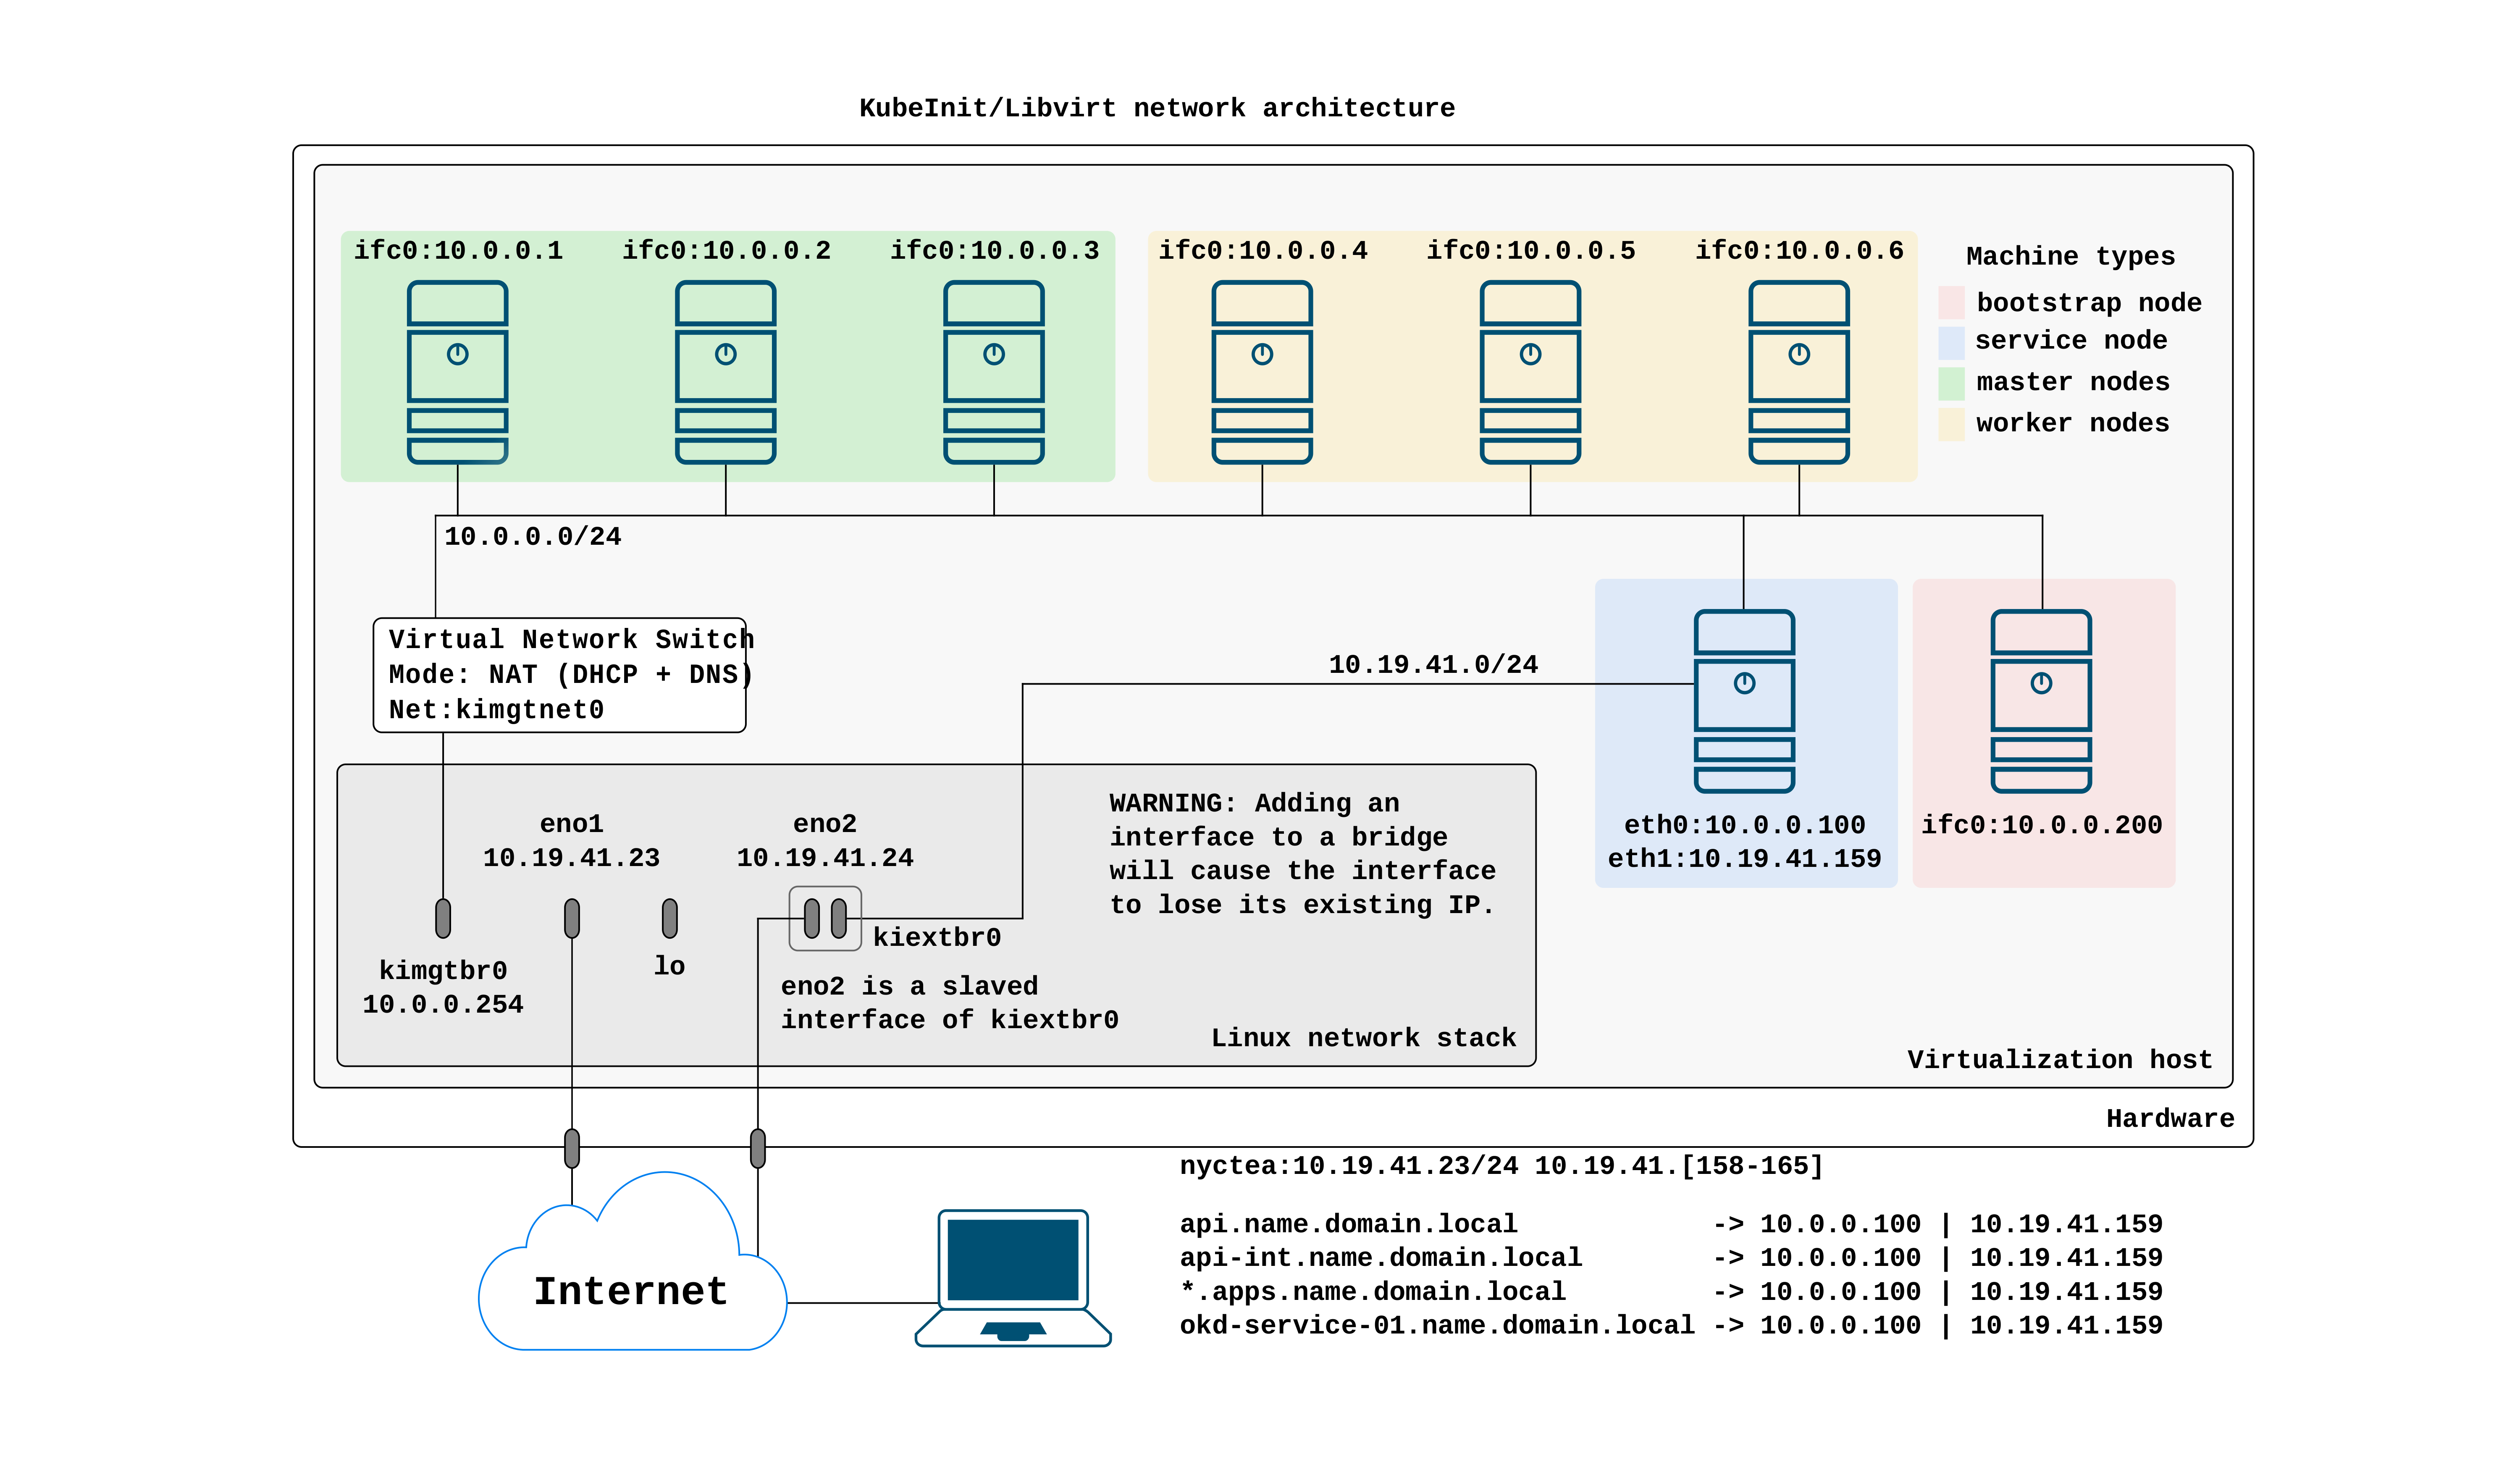 KubeInit/Libvirt network architecture
ifc0:10.0.0.1
ifc0:10.0.0.2
ifc0:10.0.0.3
ifc0:10.0.0.4
ifc0:10.0.0.5
ifc0:10.0.0.6
Machine types
bootstrap node
service node
master nodes
worker nodes
10.0.0.0/24
Virtual Network Switch
Mode: NAT (DHCP + DNS)
Net:kimgtnet0
10.19.41.0/24
eth0:10.0.0.100
eth1:10.19.41.159
ifc0:10.0.0.200
eno1
10.19.41.23
eno2
10.19.41.24
WARNING: Adding an
interface to a bridge
will cause the interface
to lose its existing IP.
kimgtbr0
10.0.0.254
lo
kiextbr0
eno2 is a slaved
interface of kiextbr0
Linux network stack
Virtualization host
Hardware
Internet
nyctea:10.19.41.23/24 10.19.41.[158-165]
api.name.domain.local -> 10.0.0.100 | 10.19.41.159
api-int.name.domain.local -> 10.0.0.100 | 10.19.41.159
*.apps.name.domain.local -> 10.0.0.100 | 10.19.41.159
okd-service-01.name.domain.local -> 10.0.0.100 | 10.19.41.159